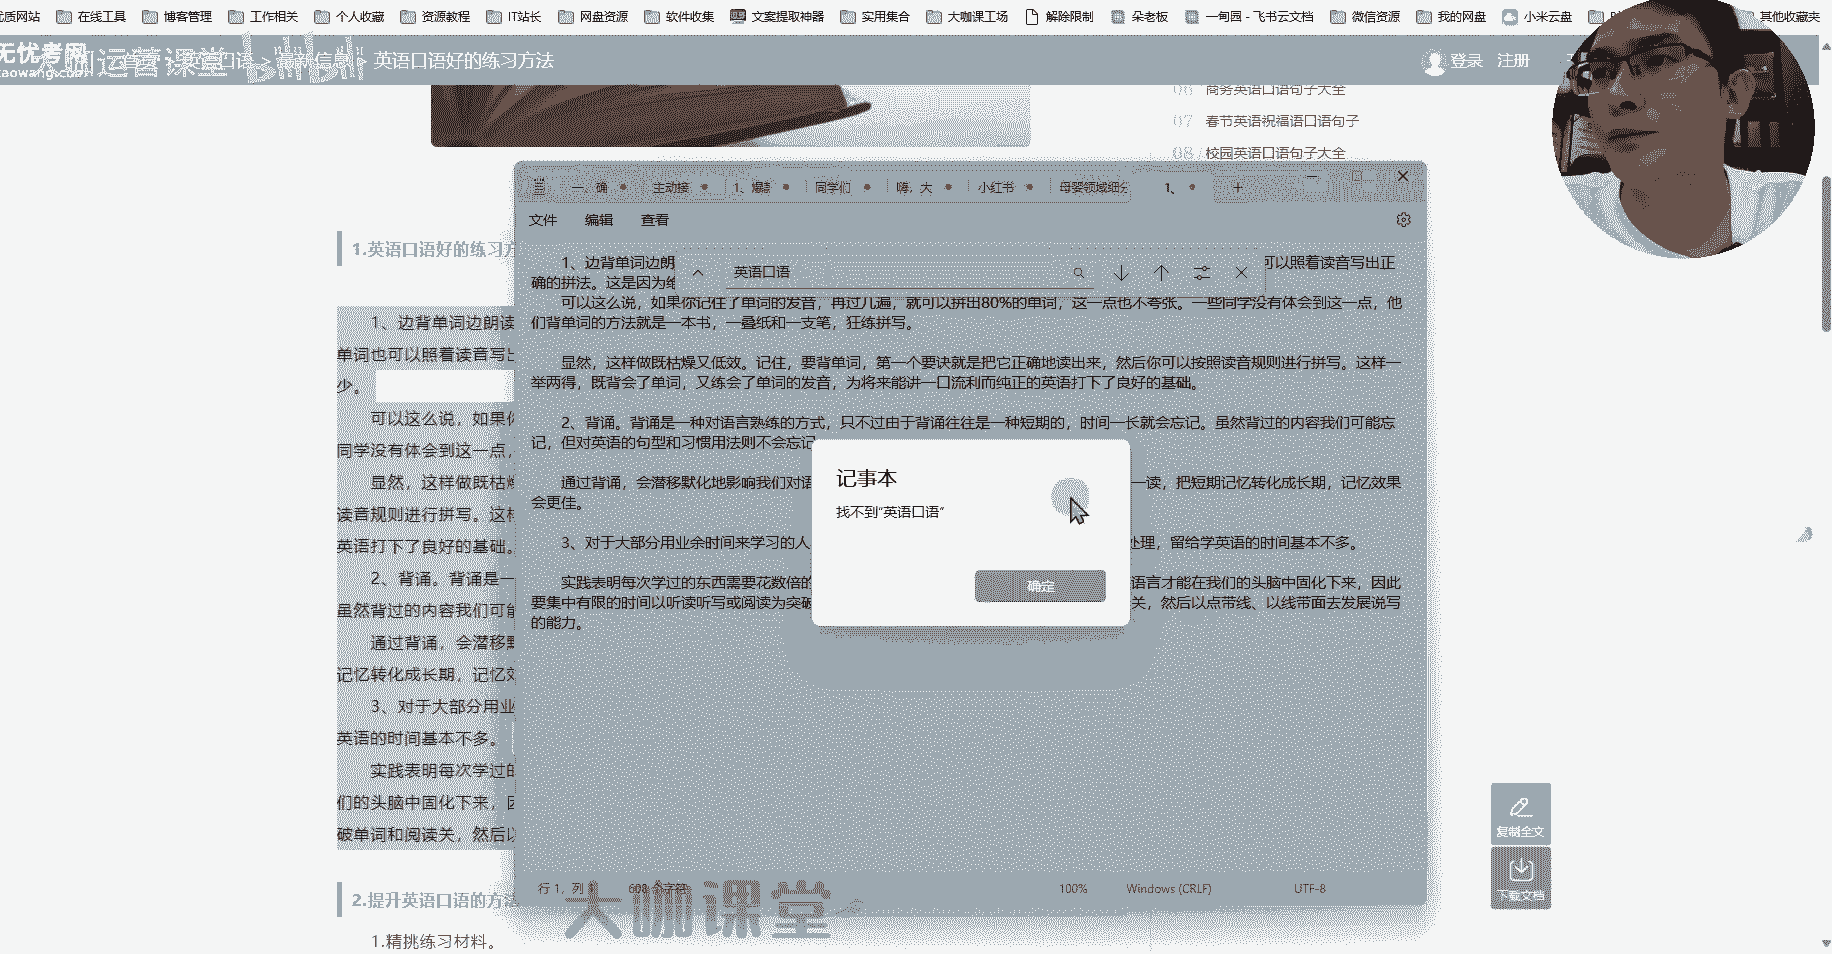 优质网站 在线工具 博客管理 工作相关 个人收藏 资源教程 IT站长 网盘资源 软件收集 文案提取神器 实用集合 大咖课工场 解除限制 朵老板 一甸园 - 飞书云文档 微信资源 我的网盘 小米云盘 其他收藏夹
无忧考网
大咖运营课堂 bilibili
英语口语好的练习方法
登录 注册
06 商务英语口语句子大全
07 春节英语祝福语口语句子
08 校园英语口语句子大全
一、确 主动接 1、爆款 同学们 嗨,大 小红书 母婴领域细分 1、
文件 编辑 查看
英语口语
1、边背单词边朗
可以照着读音写出正
确的拼法。这是因为
可以这么说,如果你记住了单词的发音,再过几遍,就可以拼出80%的单词,这一点也不夸张。一些同学没有体会到这一点,他
们背单词的方法就是一本书,一叠纸和一支笔,狂练拼写。
显然,这样做既枯燥又低效。记住,要背单词,第一个要诀就是把它正确地读出来,然后你可以按照读音规则进行拼写。这样一
举两得,既背会了单词,又练会了单词的发音,为将来能讲一口流利而纯正的英语打下了良好的基础。
2、背诵。背诵是一种对语言熟练的方式,只不过由于背诵往往是一种短期的,时间一长就会忘记。虽然背过的内容我们可能忘
记,但对英语的句型和习惯用法则不会忘记
通过背诵,会潜移默化地影响我们对语
一读,把短期记忆转化成长期,记忆效果
会更佳。
3、对于大部分用业余时间来学习的人
处理,留给学英语的时间基本不多。
实践表明每次学过的东西需要花数倍的
语言才能在我们的头脑中固化下来,因此
要集中有限的时间以听读听写或阅读为突破
关,然后以点带线、以线带面去发展说写
的能力。
记事本
找不到"英语口语"
确定
行 1,列 1 608 个字符 100% Windows (CRLF) UTF-8
1.英语口语好的练习方
1、边背单词边朗读
单词也可以照着读音写出
少。
可以这么说,如果你
同学没有体会到这一点,
显然,这样做既枯燥
读音规则进行拼写。这样
英语打下了良好的基础。
2、背诵。背诵是一
虽然背过的内容我们可能
通过背诵,会潜移默
记忆转化成长期,记忆效
3、对于大部分用业
英语的时间基本不多。
实践表明每次学过的
们的头脑中固化下来,因
破单词和阅读关,然后以
2.提升英语口语的方法
1.精挑练习材料。
复制全文
下载文档
大咖课堂